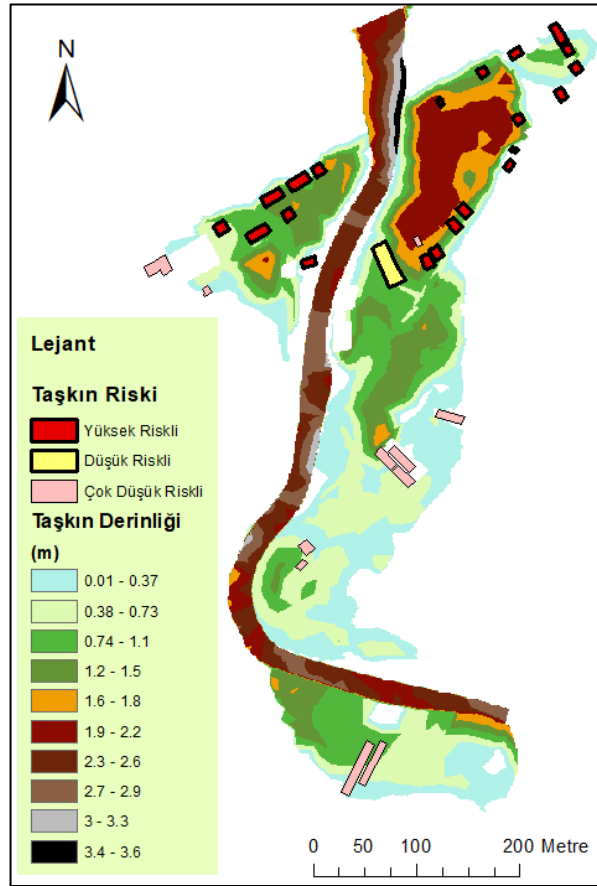 N
Lejant
Taşkın Riski
Yüksek Riskli
Düşük Riskli
Çok Düşük Riskli
Taşkın Derinliği
(m)
0.01 - 0.37
0.38 - 0.73
0.74 - 1.1
1.2 - 1.5
1.6 - 1.8
1.9 - 2.2
2.3 - 2.6
2.7 - 2.9
3 - 3.3
3.4 - 3.6
0 50 100 200 Metre